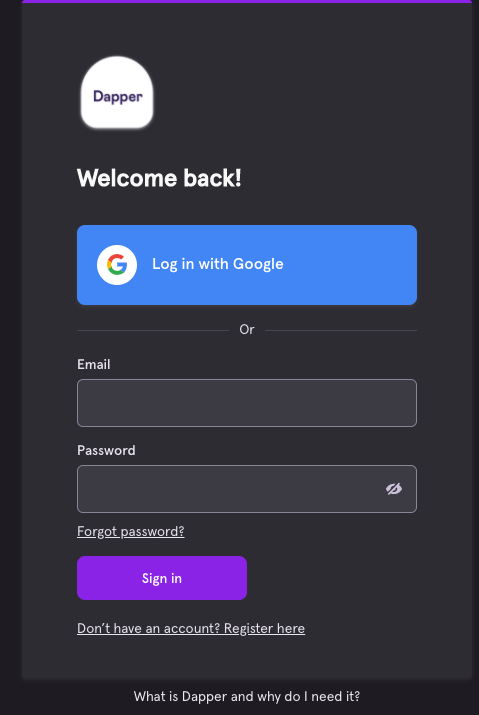 Dapper
Welcome back!
Log in with Google
Or
Email
Password
Forgot password?
Sign in
Don’t have an account? Register here
What is Dapper and why do I need it?